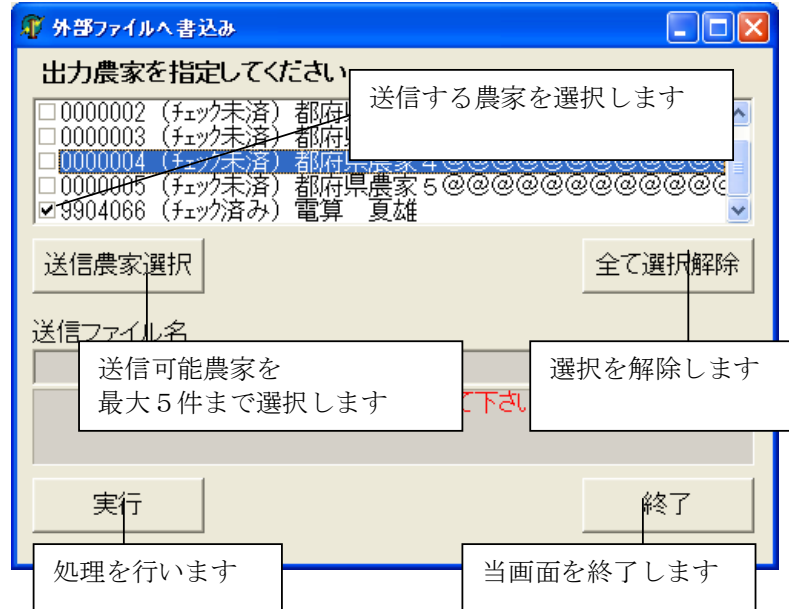 外部ファイルへ書込み
出力農家を指定してください
送信する農家を選択します
0000002 (チェック未済) 都府
0000003 (チェック未済) 都府
0000004 (チェック未済) 都府県農家4@@@@@@@@@@@@
0000005 (チェック未済) 都府県農家5@@@@@@@@@@@@
9904066 (チェック済み) 電算 夏雄
送信農家選択
全て選択解除
送信ファイル名
送信可能農家を
最大5件まで選択します
選択を解除します
て下さい
実行
終了
処理を行います
当画面を終了します